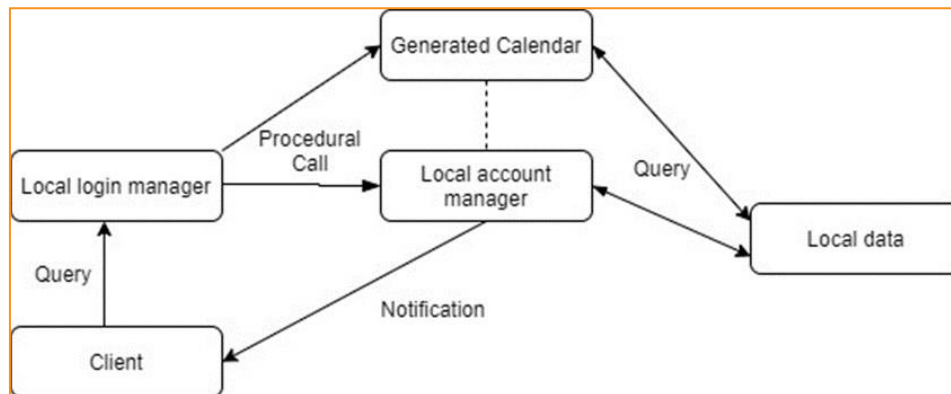 Generated Calendar
Procedural
Call
Local login manager
Local account
manager
Query
Local data
Query
Notification
Client